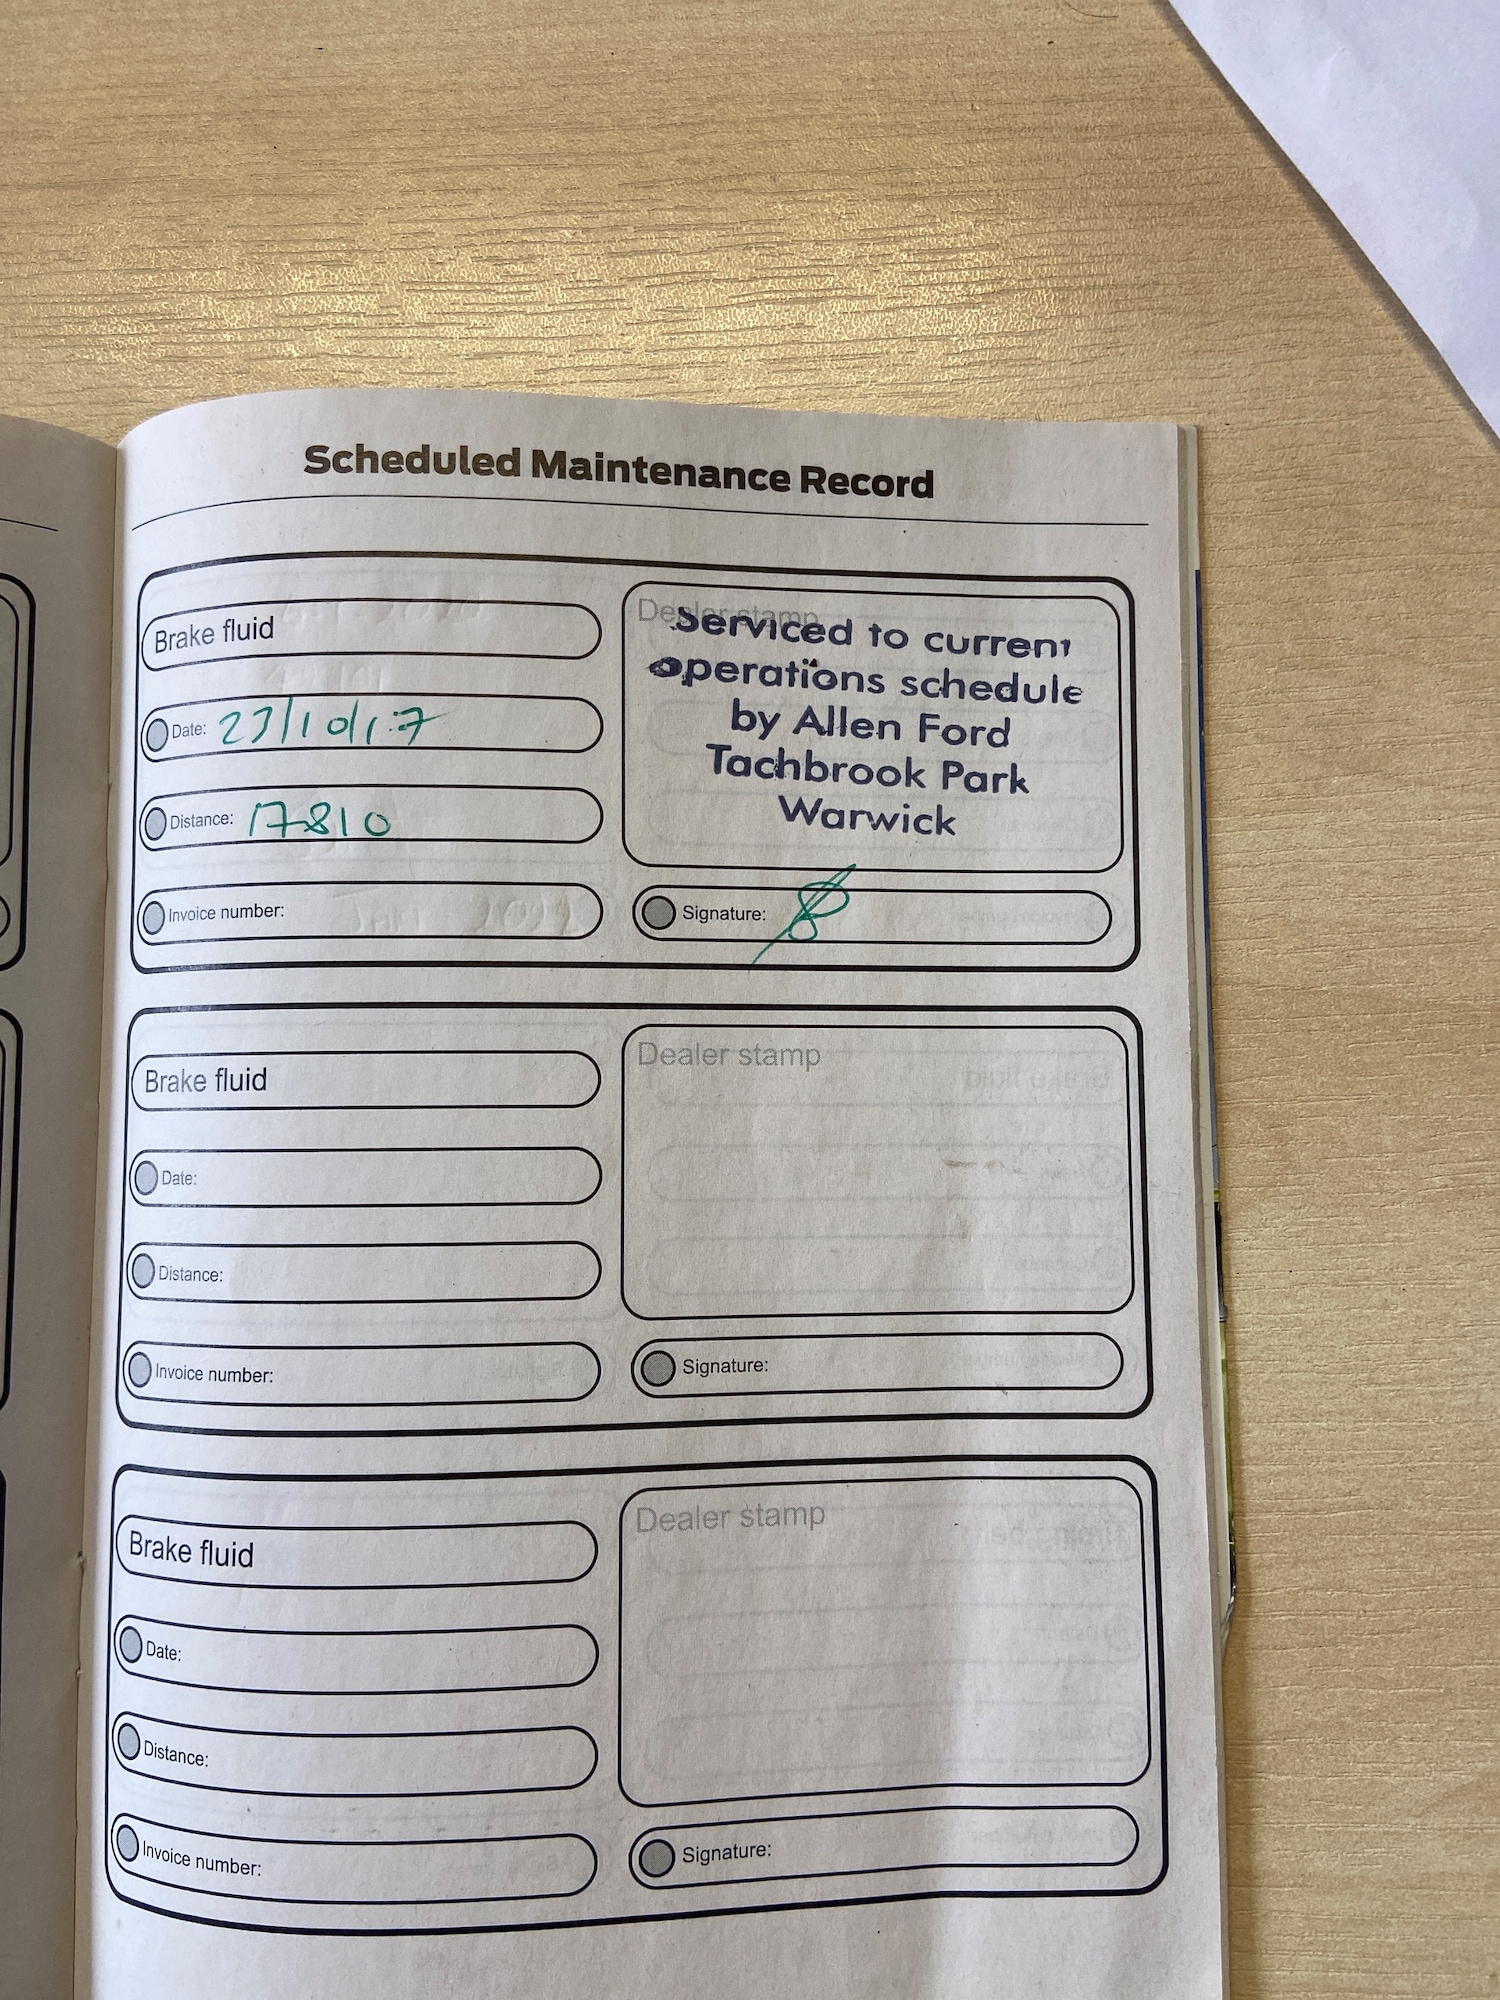 Scheduled Maintenance Record
Brake fluid
Date: 23/10/17
Distance: 17810
Invoice number:
Dealer stamp
Serviced to current
operations schedule
by Allen Ford
Tachbrook Park
Warwick
Signature:
Brake fluid
Date:
Distance:
Invoice number:
Dealer stamp
Signature:
Brake fluid
Date:
Distance:
Invoice number:
Dealer stamp
Signature: